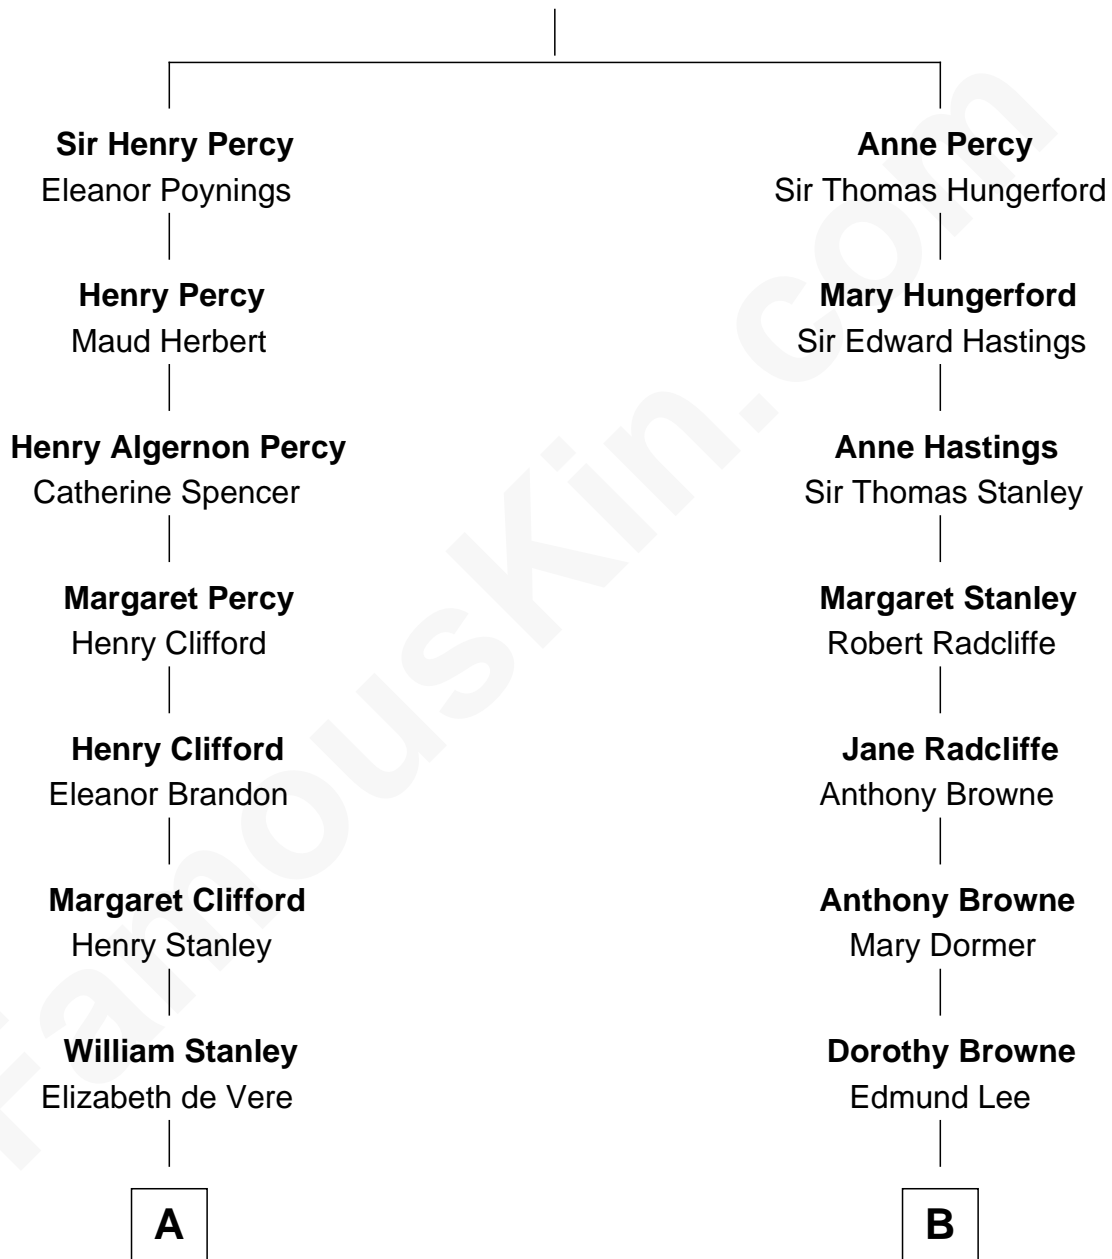 Sir Henry Percy
Eleanor Poynings
Henry Percy
Maud Herbert
Henry Algernon Percy
Catherine Spencer
Margaret Percy
Henry Clifford
Henry Clifford
Eleanor Brandon
Margaret Clifford
Henry Stanley
William Stanley
Elizabeth de Vere
A
Anne Percy
Sir Thomas Hungerford
Mary Hungerford
Sir Edward Hastings
Anne Hastings
Sir Thomas Stanley
Margaret Stanley
Robert Radcliffe
Jane Radcliffe
Anthony Browne
Anthony Browne
Mary Dormer
Dorothy Browne
Edmund Lee
B
FamousKin.com